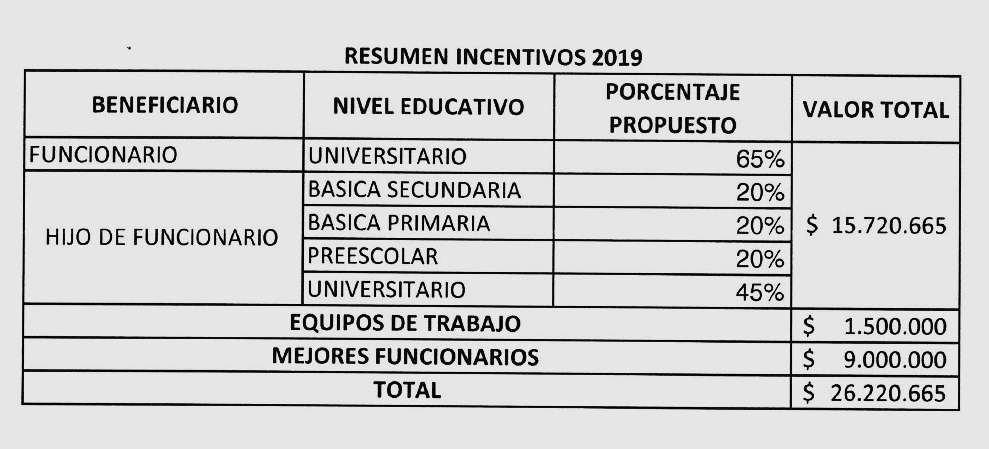 RESUMEN INCENTIVOS 2019
BENEFICIARIO NIVEL EDUCATIVO PORCENTAJE PROPUESTO VALOR TOTAL
FUNCIONARIO UNIVERSITARIO 65%
HIJO DE FUNCIONARIO BASICA SECUNDARIA 20%
BASICA PRIMARIA 20% $ 15.720.665
PREESCOLAR 20%
UNIVERSITARIO 45%
EQUIPOS DE TRABAJO $ 1.500.000
MEJORES FUNCIONARIOS $ 9.000.000
TOTAL $ 26.220.665